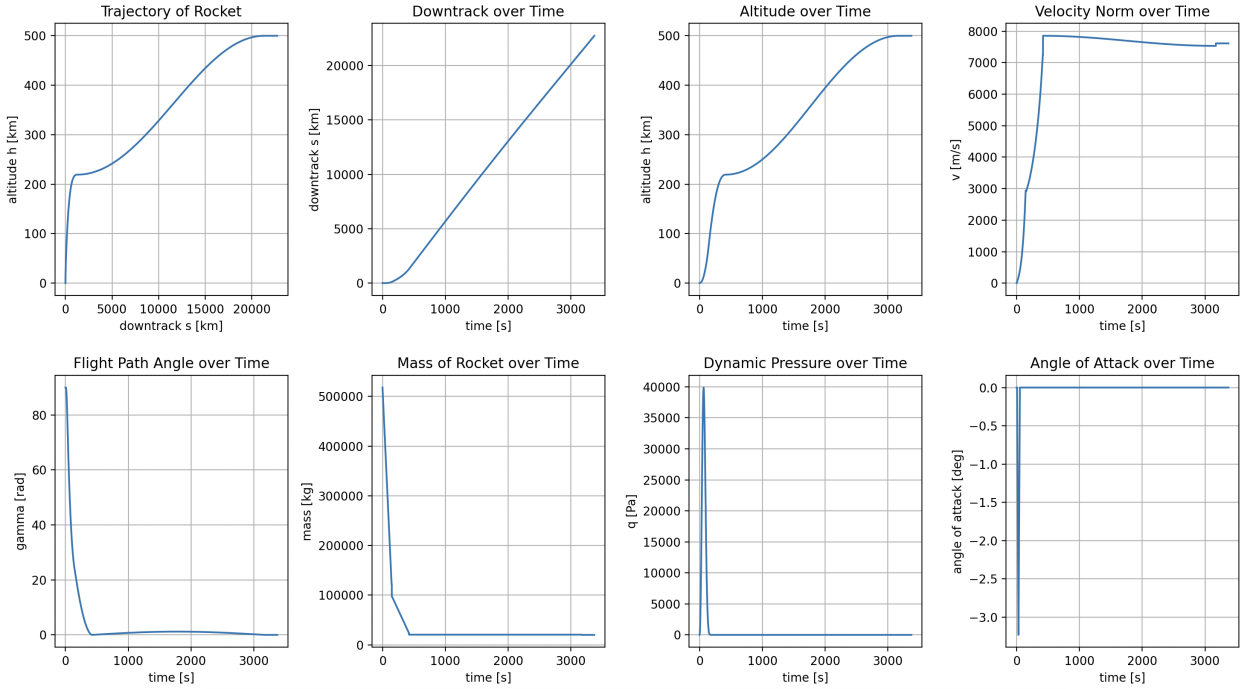 Trajectory of Rocket
altitude h [km]
500
400
300
200
100
0
0 5000 10000 15000 20000
downtrack s [km]
Downtrack over Time
downtrack s [km]
20000
15000
10000
5000
0
0 1000 2000 3000
time [s]
Altitude over Time
altitude h [km]
500
400
300
200
100
0
0 1000 2000 3000
time [s]
Velocity Norm over Time
v [m/s]
8000
7000
6000
5000
4000
3000
2000
1000
0
0 1000 2000 3000
time [s]
Flight Path Angle over Time
gamma [rad]
80
60
40
20
0
0 1000 2000 3000
time [s]
Mass of Rocket over Time
mass [kg]
500000
400000
300000
200000
100000
0
0 1000 2000 3000
time [s]
Dynamic Pressure over Time
q [Pa]
40000
35000
30000
25000
20000
15000
10000
5000
0
0 1000 2000 3000
time [s]
Angle of Attack over Time
angle of attack [deg]
0.0
−0.5
−1.0
−1.5
−2.0
−2.5
−3.0
0 1000 2000 3000
time [s]